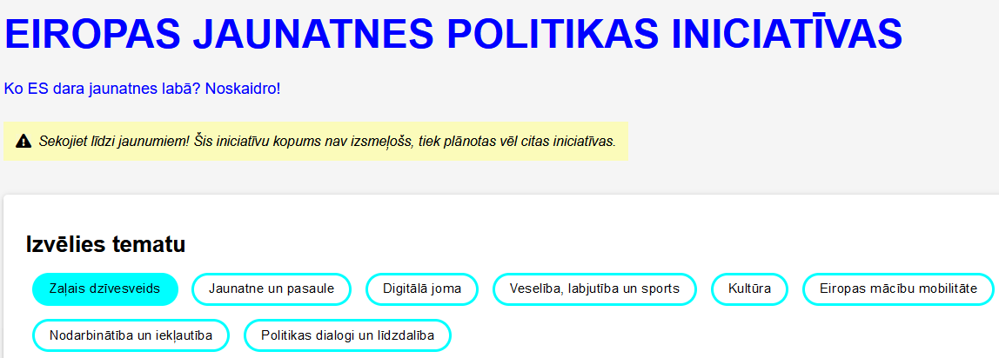 EIROPAS JAUNATNES POLITIKAS INICIATĪVAS
Ko ES dara jaunatnes labā? Noskaidro!
Sekojiet līdzi jaunumiem! Šis iniciatīvu kopums nav izsmeļošs, tiek plānotas vēl citas iniciatīvas.
Izvēlies tematu
Zaļais dzīvesveids Jaunatne un pasaule Digitālā joma Veselība, labjutība un sports Kultūra Eiropas mācību mobilitāte
Nodarbinātība un iekļautība Politikas dialogi un līdzdalība